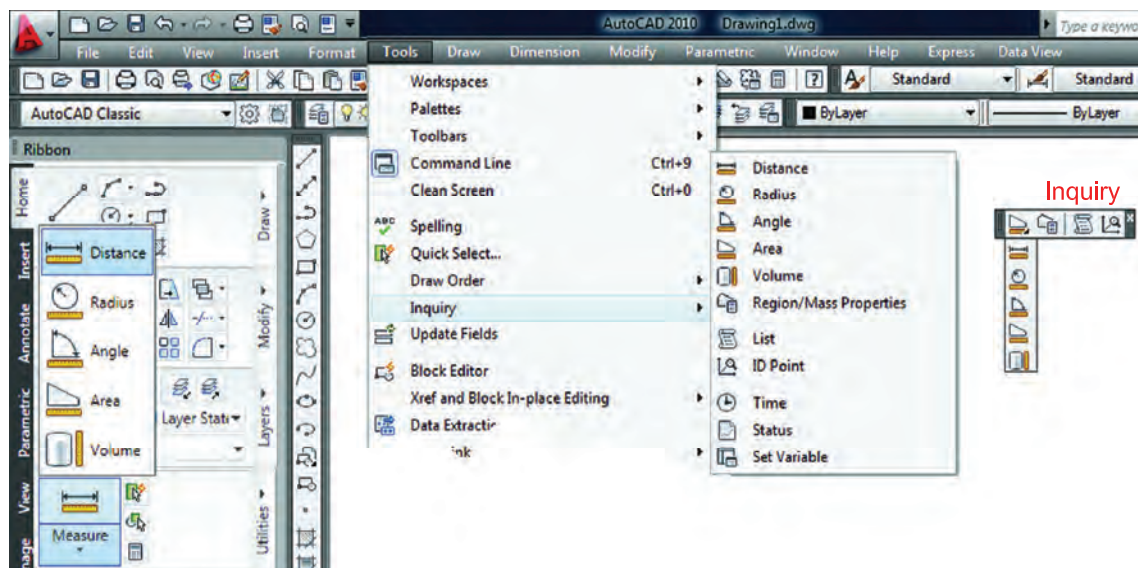 AutoCAD 2010 Drawing1.dwg
Type a keywo
File Edit View Insert Format Tools Draw Dimension Modify Parametric Window Help Express Data View
Standard Standard
AutoCAD Classic ByLayer ByLayer
Ribbon
Home
Insert
Annotate
Parametric
View
Draw
Modify
Layers
Utilities
Distance
Radius
Angle
Area
Volume
Layer State
Measure
Workspaces
Palettes
Toolbars
Command Line Ctrl+9
Clean Screen Ctrl+0
ABC Spelling
Quick Select...
Draw Order
Inquiry
Update Fields
Block Editor
Xref and Block In-place Editing
Data Extractio
Distance
Radius
Angle
Area
Volume
Region/Mass Properties
List
ID Point
Time
Status
Set Variable
Inquiry